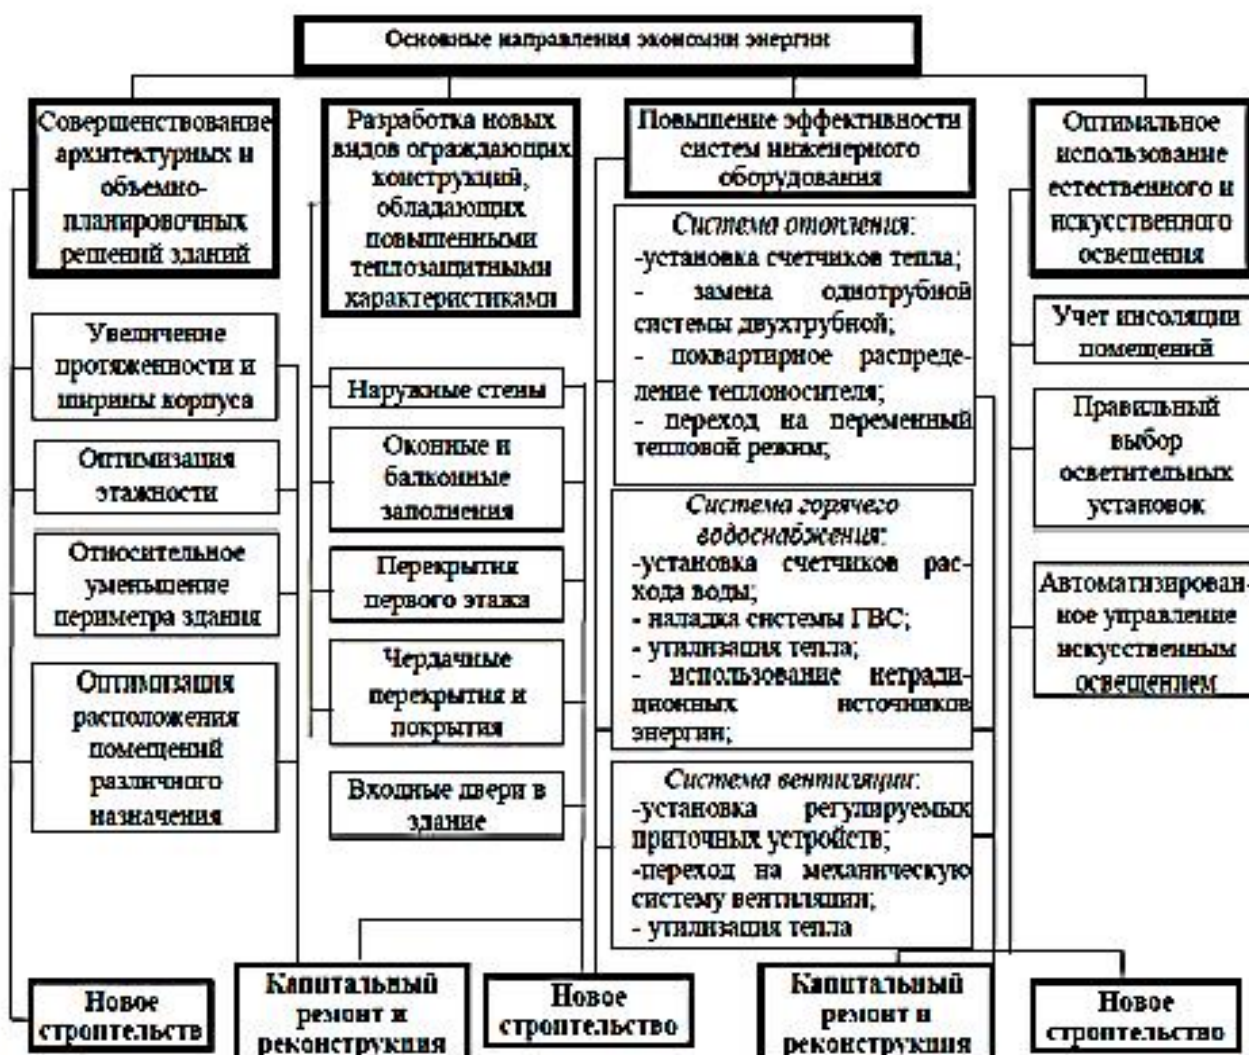 Основные направления экономии энергии
Совершенствование
архитектурных и
объемно-
планировочных
решений зданий
Увеличение
протяженности и
ширины корпуса
Оптимизация
этажности
Относительное
уменьшение
периметра здания
Оптимизация
расположения
помещений
различного
назначения
Новое
строительств
Разработка новых
видов ограждающих
конструкций,
обладающих
повышенными
теплозащитными
характеристиками
Наружные стены
Оконные и
балконные
заполнения
Перекрытия
первого этажа
Чердачные
перекрытия и
покрытия
Входные двери в
здание
Капитальный
ремонт и
реконструкция
Новое
строительство
Повышение эффективности
систем инженерного
оборудования
Система отопления:
-установка счетчиков тепла;
- замена однотрубной
системы двухтрубной;
- поквартирное распреде-
ление теплоносителя;
- переход на переменный
тепловой режим;
Система горячего
водоснабжения:
-установка счетчиков рас-
хода воды;
- наладка системы ГВС;
- утилизация тепла;
- использование нетради-
ционных источников
энергии;
Система вентиляции:
-установка регулируемых
приточных устройств;
-переход на механическую
систему вентиляции;
- утилизация тепла
Капитальный
ремонт и
реконструкция
Оптимальное
использование
естественного и
искусственного
освещения
Учет инсоляции
помещений
Правильный
выбор
осветительных
установок
Автоматизирован-
ное управление
искусственным
освещением
Новое
строительство